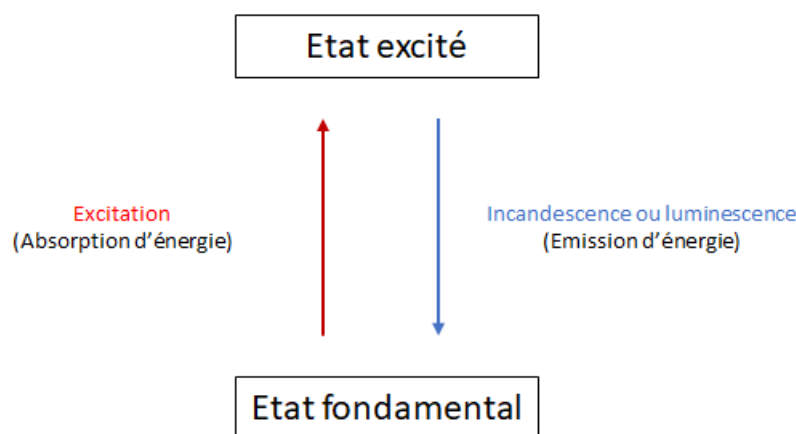 Etat excité
Excitation
(Absorption d’énergie)
Incandescence ou luminescence
(Emission d’énergie)
Etat fondamental